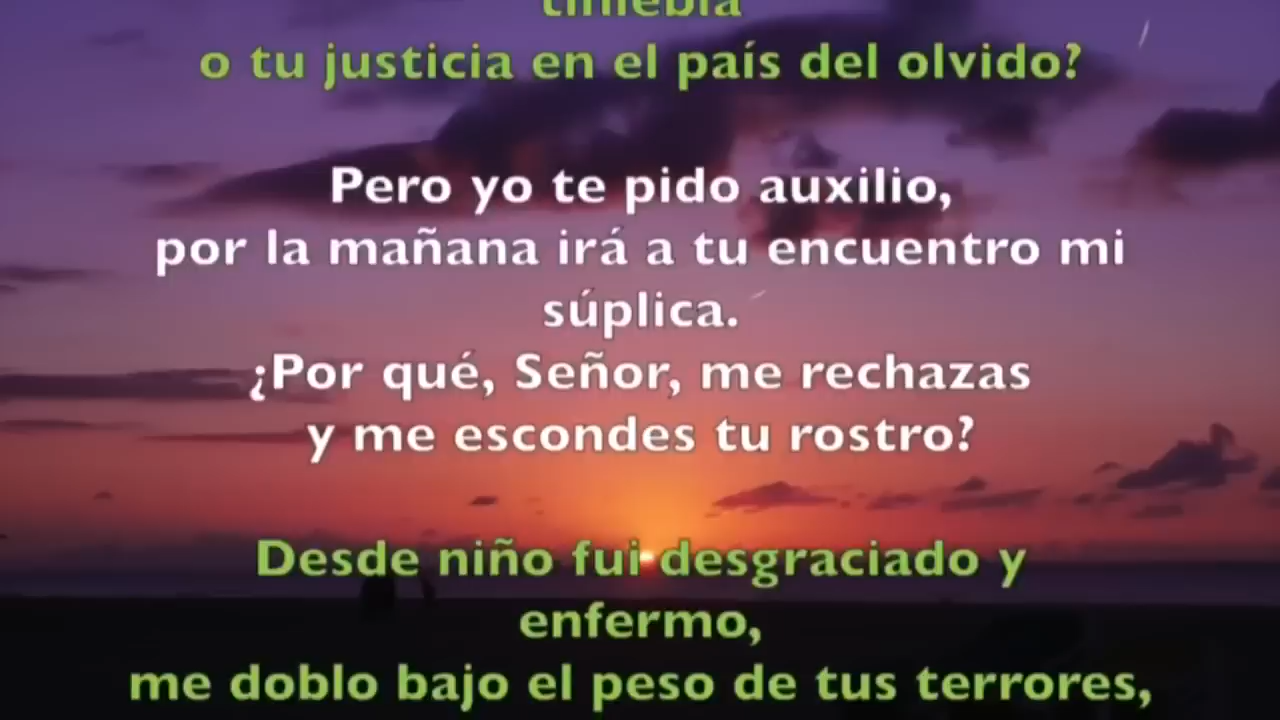 tiniebla
o tu justicia en el país del olvido?
Pero yo te pido auxilio,
por la mañana irá a tu encuentro mi
súplica.
¿Por qué, Señor, me rechazas
y me escondes tu rostro?
Desde niño fui desgraciado y
enfermo,
me doblo bajo el peso de tus terrores,